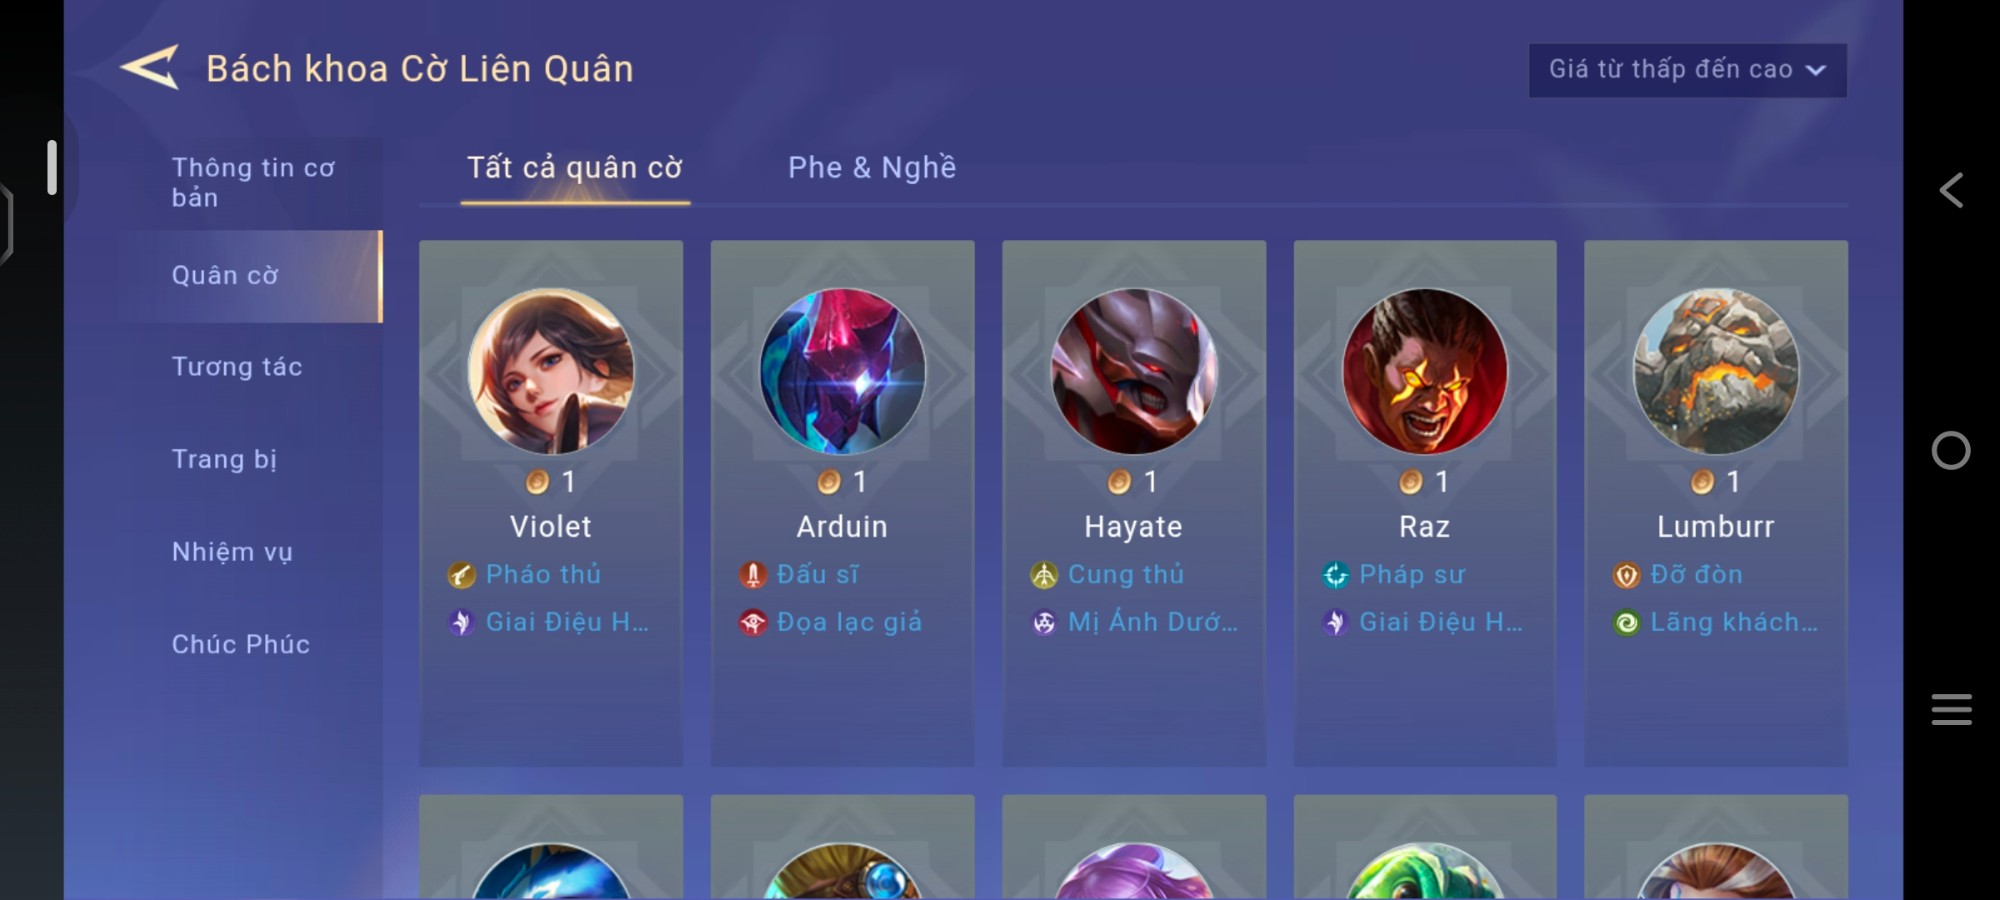 Bách khoa Cờ Liên Quân
Giá từ thấp đến cao
Thông tin cơ
bản
Quân cờ
Tương tác
Trang bị
Nhiệm vụ
Chúc Phúc
Tất cả quân cờ
Phe & Nghề
1
Violet
Pháo thủ
Giai Điệu H...
1
Arduin
Đấu sĩ
Đọa lạc giả
1
Hayate
Cung thủ
Mị Ảnh Dướ...
1
Raz
Pháp sư
Giai Điệu H...
1
Lumburr
Đỡ đòn
Lãng khách...